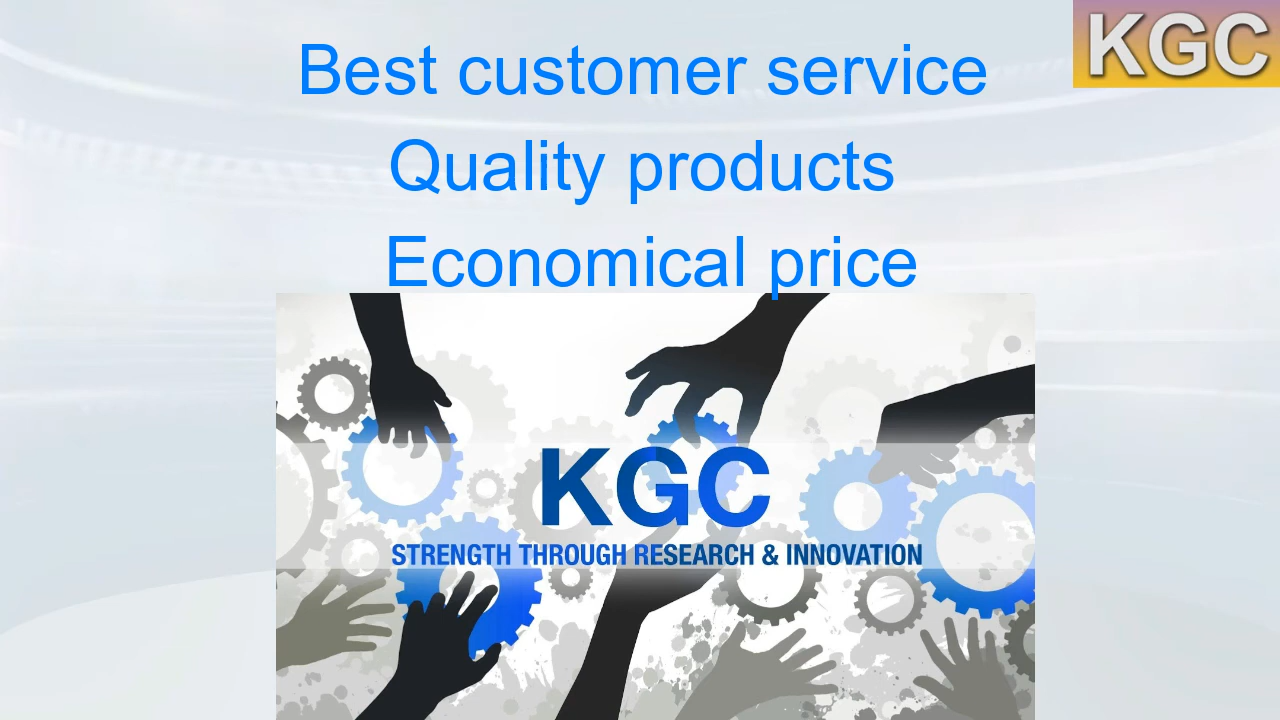 Best customer service
KGC
Quality products
Economical price
KGC
STRENGTH THROUGH RESEARCH & INNOVATION